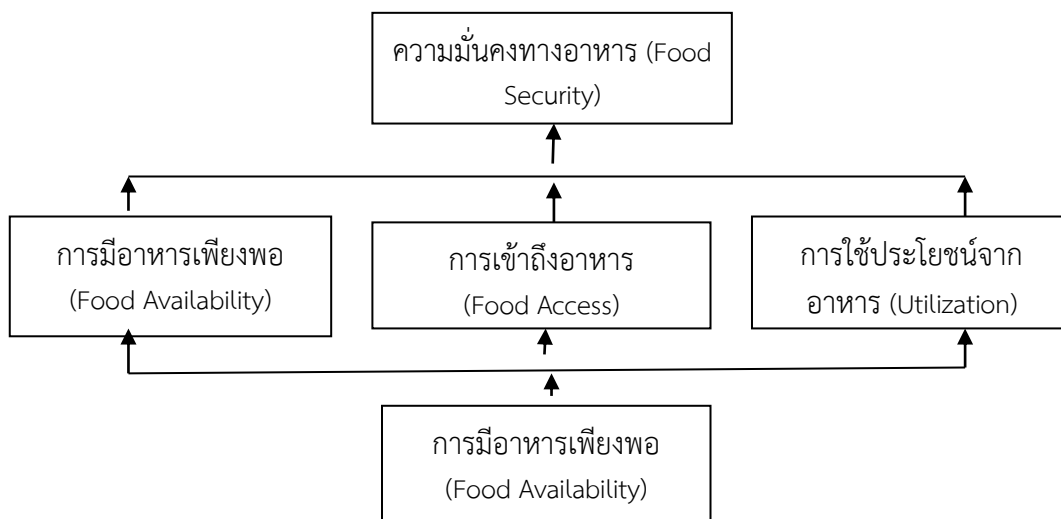 ความมั่นคงทางอาหาร (Food
Security)
การมีอาหารเพียงพอ
(Food Availability)
การเข้าถึงอาหาร
(Food Access)
การใช้ประโยชน์จาก
อาหาร (Utilization)
การมีอาหารเพียงพอ
(Food Availability)